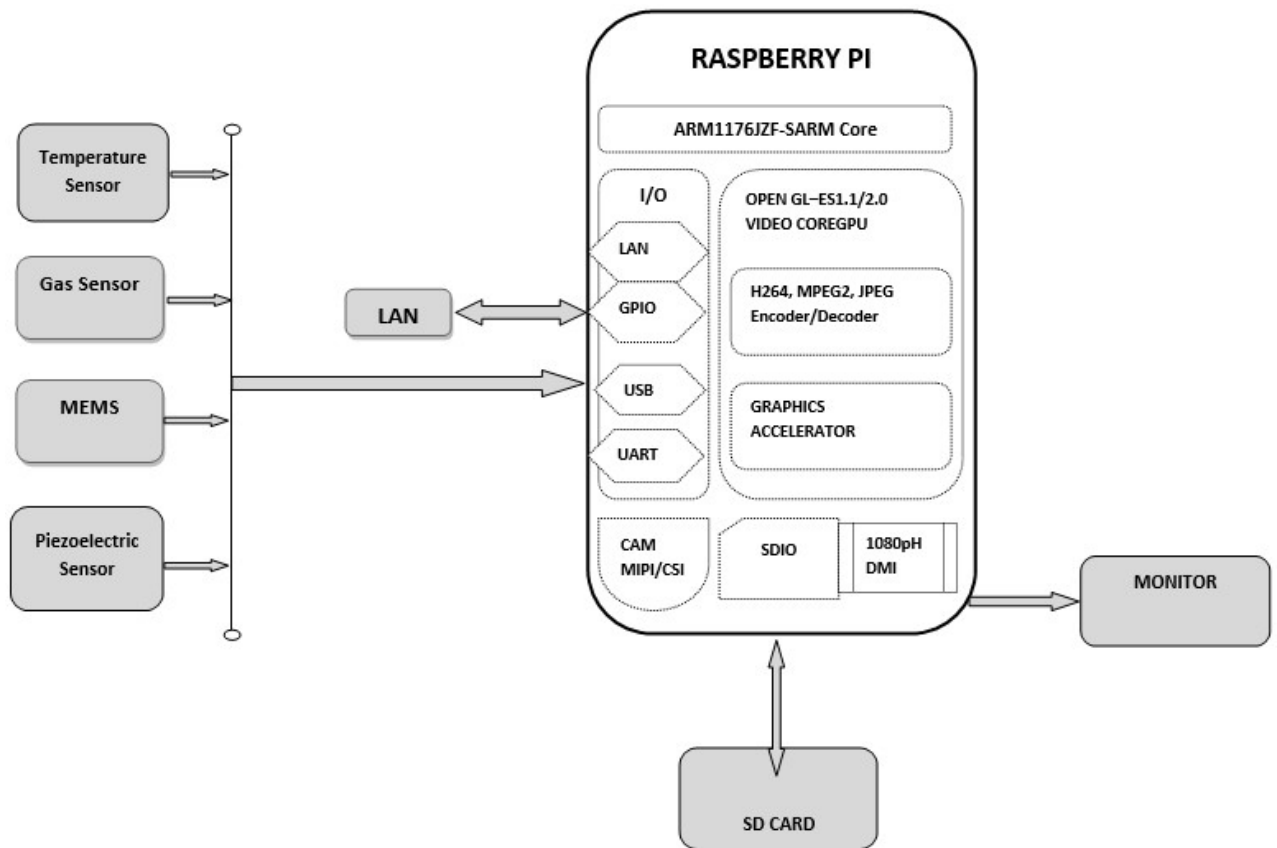 RASPBERRY PI
ARM1176JZF-SARM Core
Temperature
Sensor
Gas Sensor
MEMS
Piezoelectric
Sensor
LAN
I/O
LAN
GPIO
USB
UART
OPEN GL–ES1.1/2.0
VIDEO COREGPU
H264, MPEG2, JPEG
Encoder/Decoder
GRAPHICS
ACCELERATOR
CAM
MIPI/CSI
SDIO
1080pH
DMI
MONITOR
SD CARD